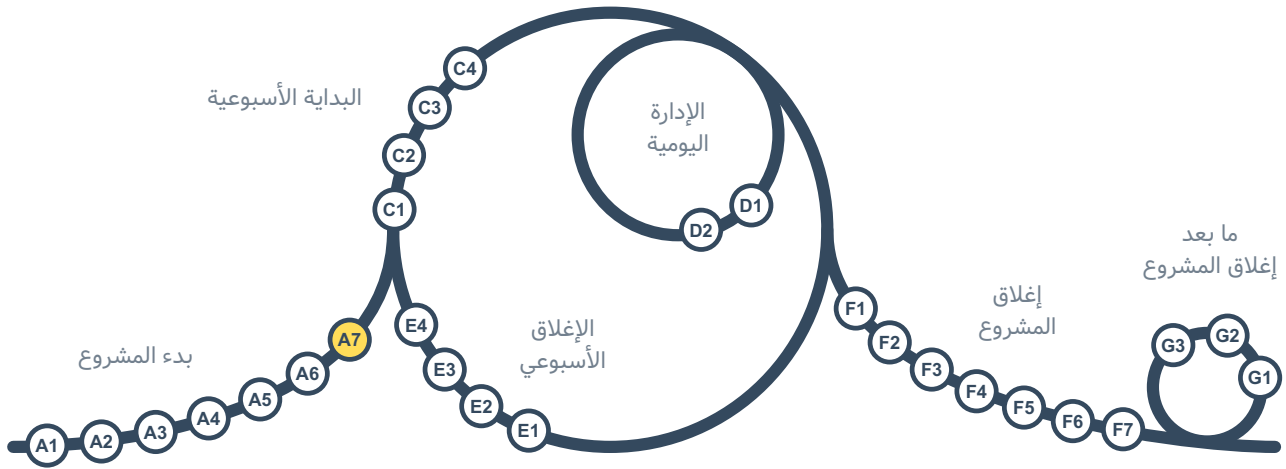 بدء المشروع
A1
A2
A3
A4
A5
A6
A7
البداية الأسبوعية
C1
C2
C3
C4
الإدارة
اليومية
D1
D2
الإغلاق
الأسبوعي
E1
E2
E3
E4
إغلاق
المشروع
F1
F2
F3
F4
F5
F6
F7
ما بعد
إغلاق المشروع
G1
G2
G3